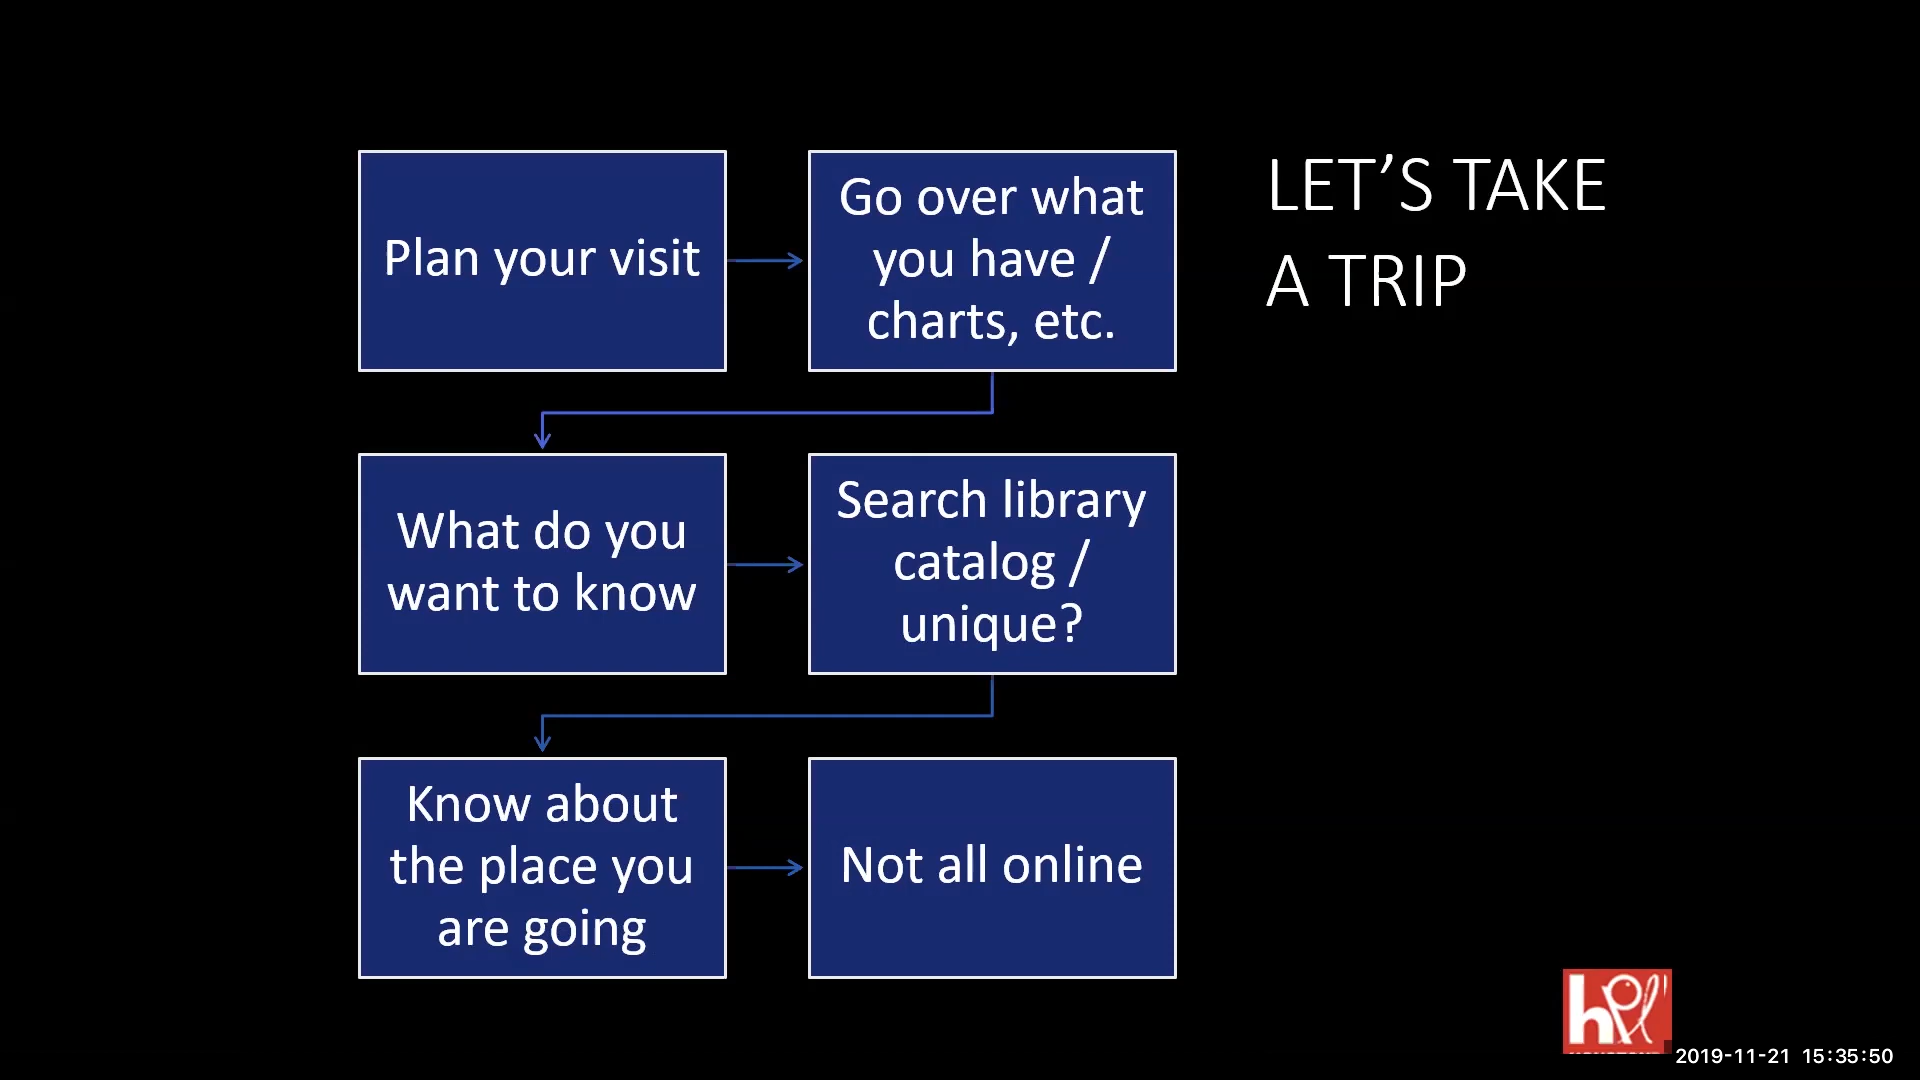 LET’S TAKE
A TRIP
Plan your visit
Go over what
you have /
charts, etc.
What do you
want to know
Search library
catalog /
unique?
Know about
the place you
are going
Not all online
hpl
2019-11-21 15:35:50